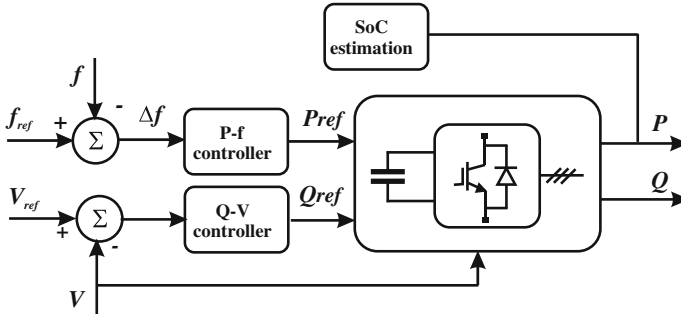 SoC
estimation
f
-
f_ref
+
Σ
Δf
P-f
controller
Pref
P
V_ref
+
Σ
-
Q-V
controller
Qref
Q
V